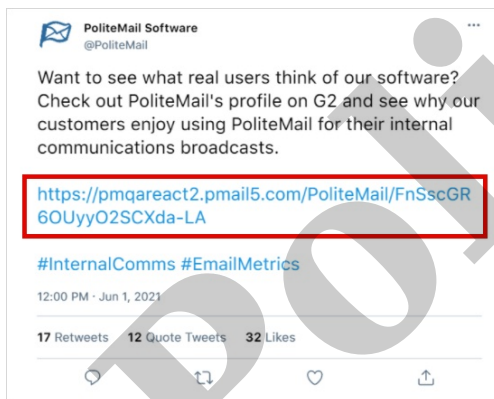 PoliteMail Software
@PoliteMail
Want to see what real users think of our software?
Check out PoliteMail's profile on G2 and see why our
customers enjoy using PoliteMail for their internal
communications broadcasts.
https://pmqareact2.pmail5.com/PoliteMail/FnSscGR
6OUyyO2SCXda-LA
#InternalComms #EmailMetrics
12:00 PM · Jun 1, 2021
17 Retweets 12 Quote Tweets 32 Likes